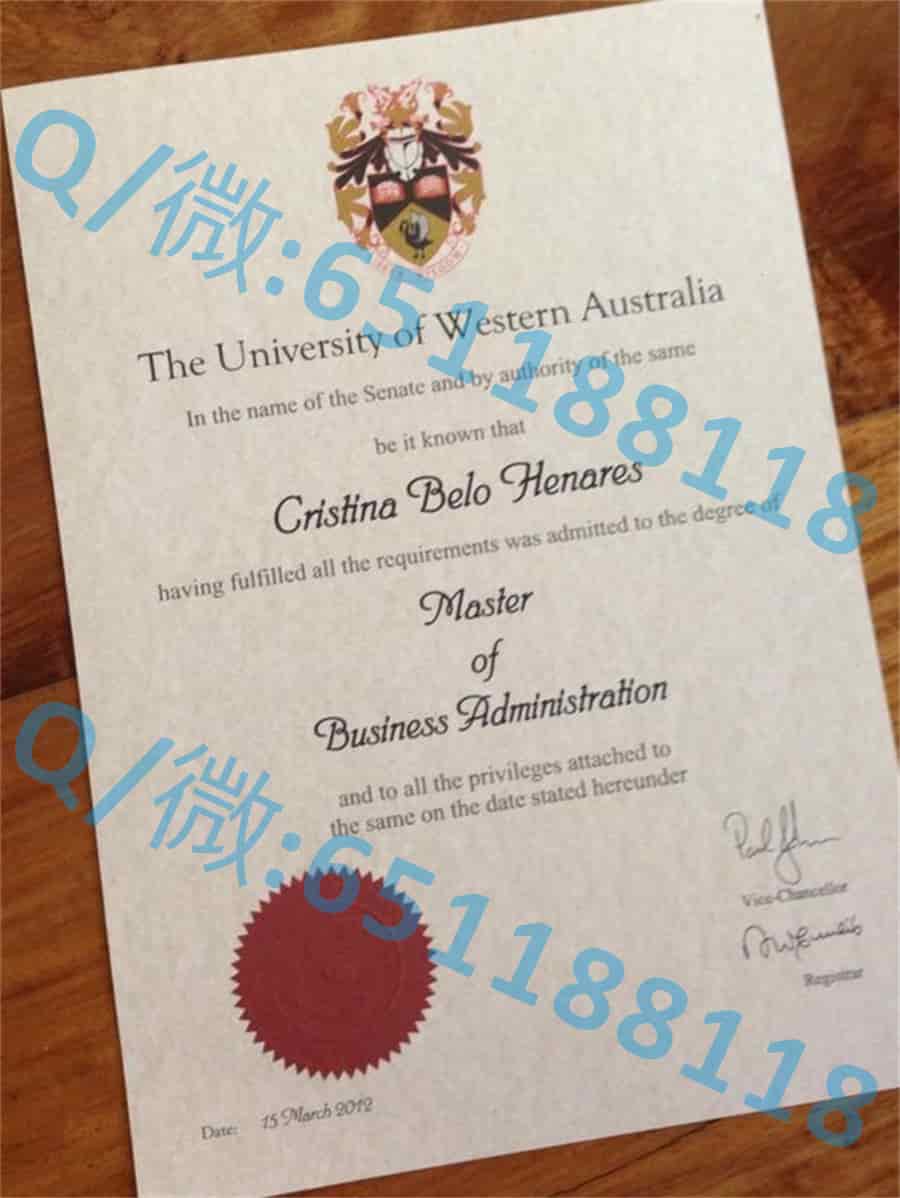 The University of Western Australia
In the name of the Senate and by authority of the same
be it known that
Cristina Belo Henares
having fulfilled all the requirements was admitted to the degree of
Master
of
Business Administration
and to all the privileges attached to
the same on the date stated hereunder
Vice-Chancellor
Registrar
Date: 15 March 2012
Q/微:651188118
Q/微:651188118